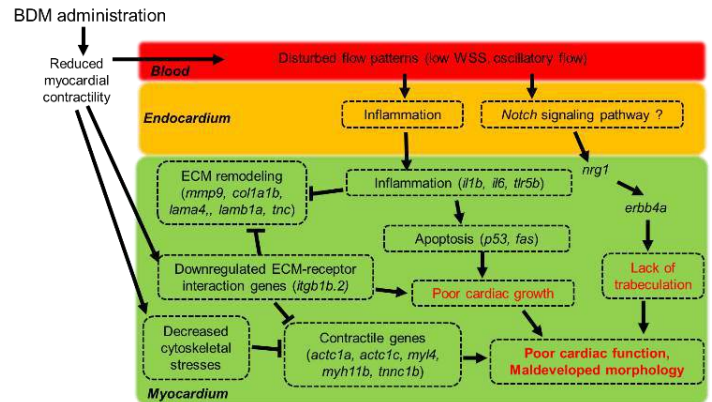 BDM administration
Reduced
myocardial
contractility
Blood
Disturbed flow patterns (low WSS, oscillatory flow)
Endocardium
Inflammation
Notch signaling pathway ?
ECM remodeling
(mmp9, col1a1b,
lama4,, lamb1a, tnc)
Inflammation (il1b, il6, tlr5b)
nrg1
erbb4a
Apoptosis (p53, fas)
Downregulated ECM-receptor
interaction genes (itgb1b.2)
Poor cardiac growth
Lack of
trabeculation
Decreased
cytoskeletal
stresses
Contractile genes
(actc1a, actc1c, myl4,
myh11b, tnnc1b)
Poor cardiac function,
Maldeveloped morphology
Myocardium